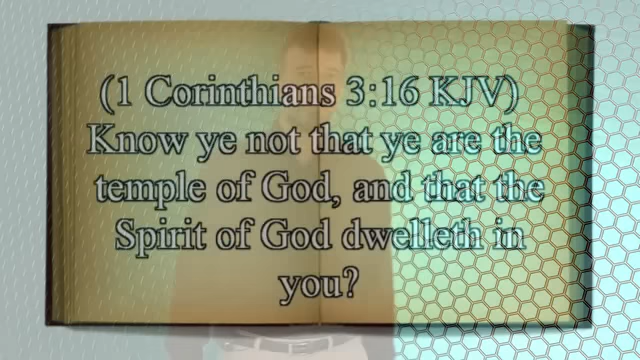 (1 Corinthians 3:16 KJV)
Know ye not that ye are the
temple of God, and that the
Spirit of God dwelleth in
you?